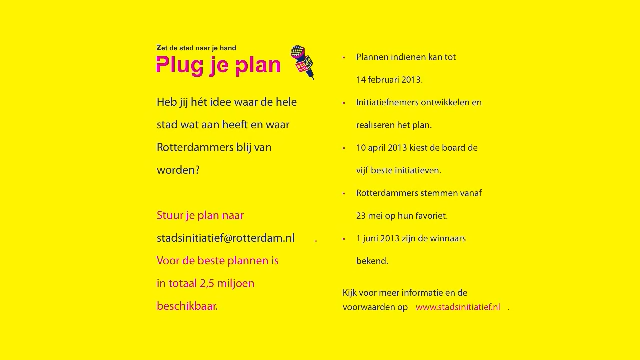 Zet de stad naar je hand
Plug je plan
Heb jij hét idee waar de hele
stad wat aan heeft en waar
Rotterdammers blij van
worden?
Stuur je plan naar
stadsinitiatief@rotterdam.nl .
Voor de beste plannen is
in totaal 2,5 miljoen
beschikbaar.
• Plannen indienen kan tot
14 februari 2013.
• Initiatiefnemers ontwikkelen en
realiseren het plan.
• 10 april 2013 kiest de board de
vijf beste initiatieven.
• Rotterdammers stemmen vanaf
23 mei op hun favoriet.
• 1 juni 2013 zijn de winnaars
bekend.
Kijk voor meer informatie en de
voorwaarden op www.stadsinitiatief.nl .